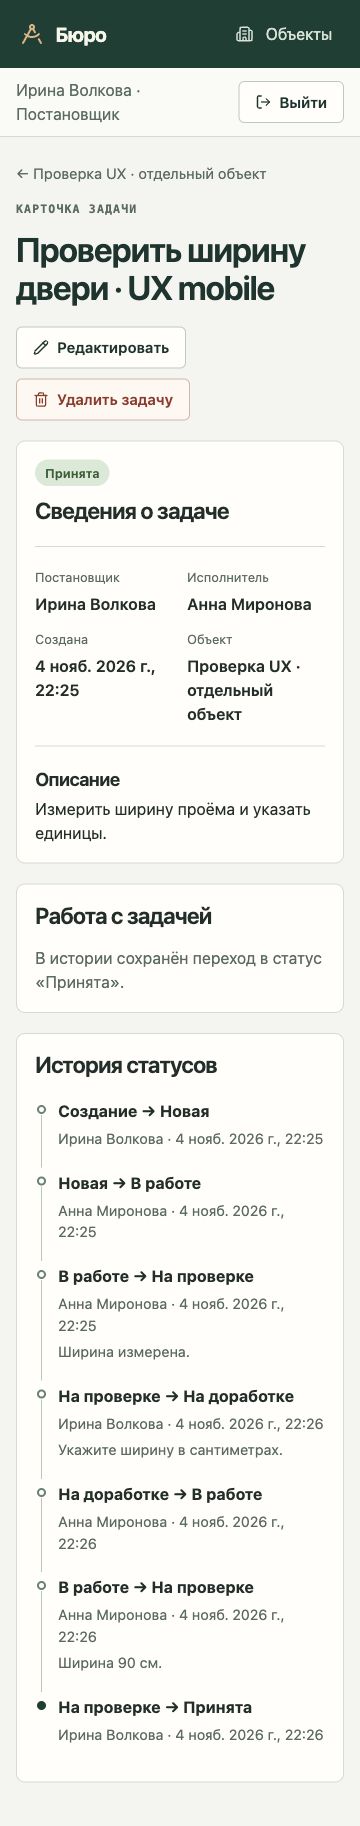 Бюро
Объекты
Ирина Волкова ·
Постановщик
Выйти
← Проверка UX · отдельный объект
КАРТОЧКА ЗАДАЧИ
Проверить ширину
двери · UX mobile
Редактировать
Удалить задачу
Принята
Сведения о задаче
Постановщик
Ирина Волкова
Исполнитель
Анна Миронова
Создана
4 нояб. 2026 г.,
22:25
Объект
Проверка UX ·
отдельный
объект
Описание
Измерить ширину проёма и указать
единицы.
Работа с задачей
В истории сохранён переход в статус
«Принята».
История статусов
Создание → Новая
Ирина Волкова · 4 нояб. 2026 г., 22:25
Новая → В работе
Анна Миронова · 4 нояб. 2026 г.,
22:25
В работе → На проверке
Анна Миронова · 4 нояб. 2026 г.,
22:25
Ширина измерена.
На проверке → На доработке
Ирина Волкова · 4 нояб. 2026 г., 22:26
Укажите ширину в сантиметрах.
На доработке → В работе
Анна Миронова · 4 нояб. 2026 г.,
22:26
В работе → На проверке
Анна Миронова · 4 нояб. 2026 г.,
22:26
Ширина 90 см.
На проверке → Принята
Ирина Волкова · 4 нояб. 2026 г., 22:26